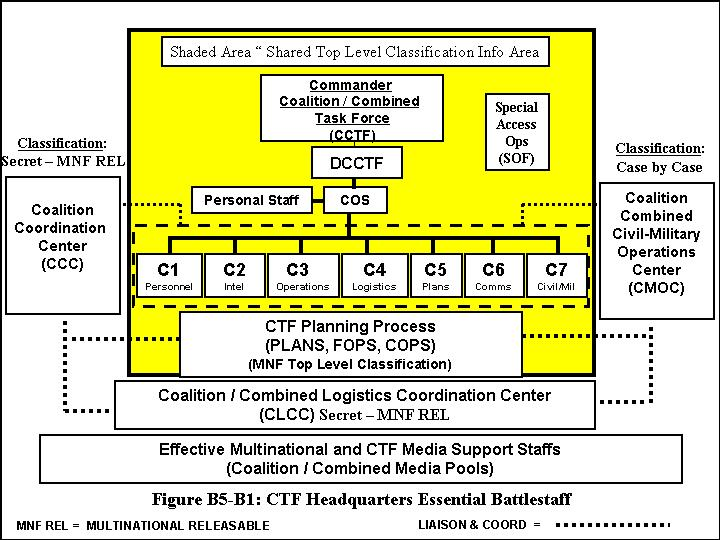 Shaded Area “ Shared Top Level Classification Info Area
Commander
Coalition / Combined
Task Force
(CCTF)
Special
Access
Ops
(SOF)
DCCTF
Classification:
Secret – MNF REL
Classification:
Case by Case
Personal Staff
COS
Coalition
Coordination
Center
(CCC)
Coalition
Combined
Civil-Military
Operations
Center
(CMOC)
C1
Personnel
C2
Intel
C3
Operations
C4
Logistics
C5
Plans
C6
Comms
C7
Civil/Mil
CTF Planning Process
(PLANS, FOPS, COPS)
(MNF Top Level Classification)
Coalition / Combined Logistics Coordination Center
(CLCC) Secret – MNF REL
Effective Multinational and CTF Media Support Staffs
(Coalition / Combined Media Pools)
Figure B5-B1: CTF Headquarters Essential Battlestaff
MNF REL = MULTINATIONAL RELEASABLE
LIAISON & COORD =